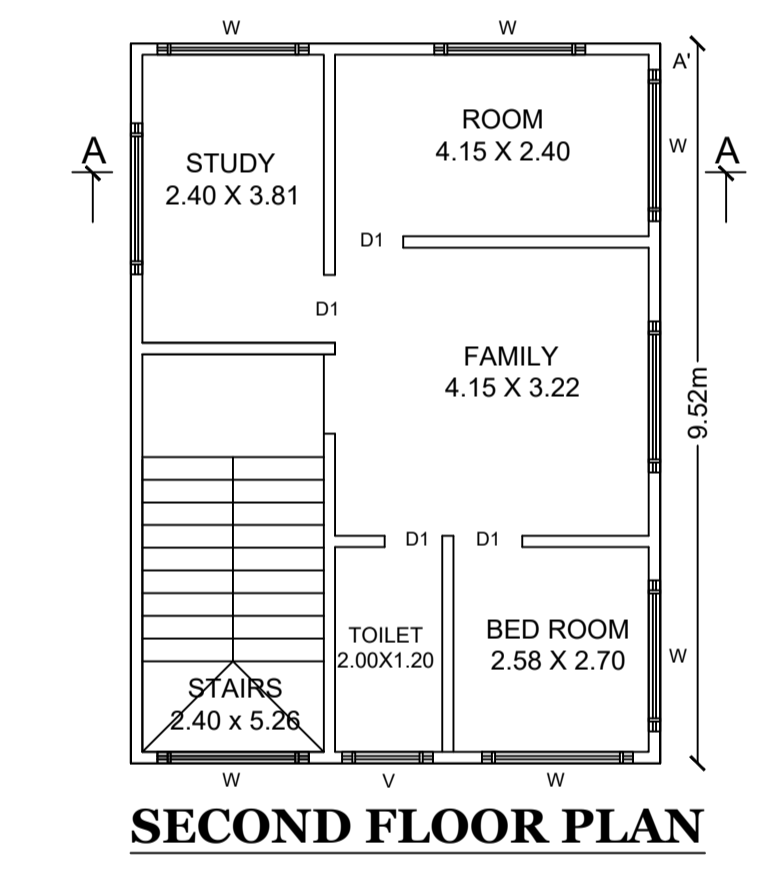 W
W
A'
ROOM
4.15 X 2.40
W
A
A
STUDY
2.40 X 3.81
D1
D1
FAMILY
4.15 X 3.22
9.52m
D1
D1
TOILET
2.00X1.20
BED ROOM
2.58 X 2.70
W
STAIRS
2.40 x 5.26
W
V
W
SECOND FLOOR PLAN